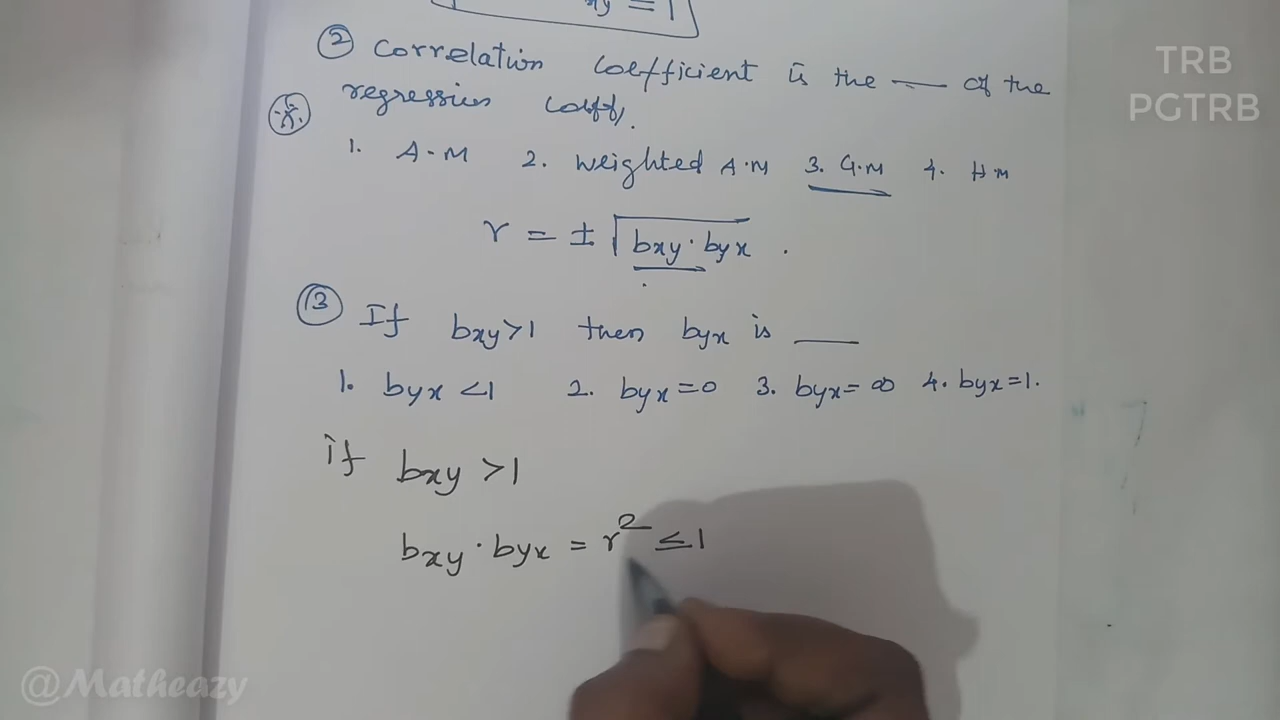 xy = 1
② Correlation coefficient is the — of the
regression coeff.
1. A.M 2. Weighted A.M 3. G.M 4. H.M
r = ± √bxy · byx .
⑬ If bxy>1 then byx is —
1. byx <1 2. byx=0 3. byx= ∞ 4. byx=1.
if bxy >1
bxy · byx = r² ≤1
TRB
PGTRB
@Matheazy